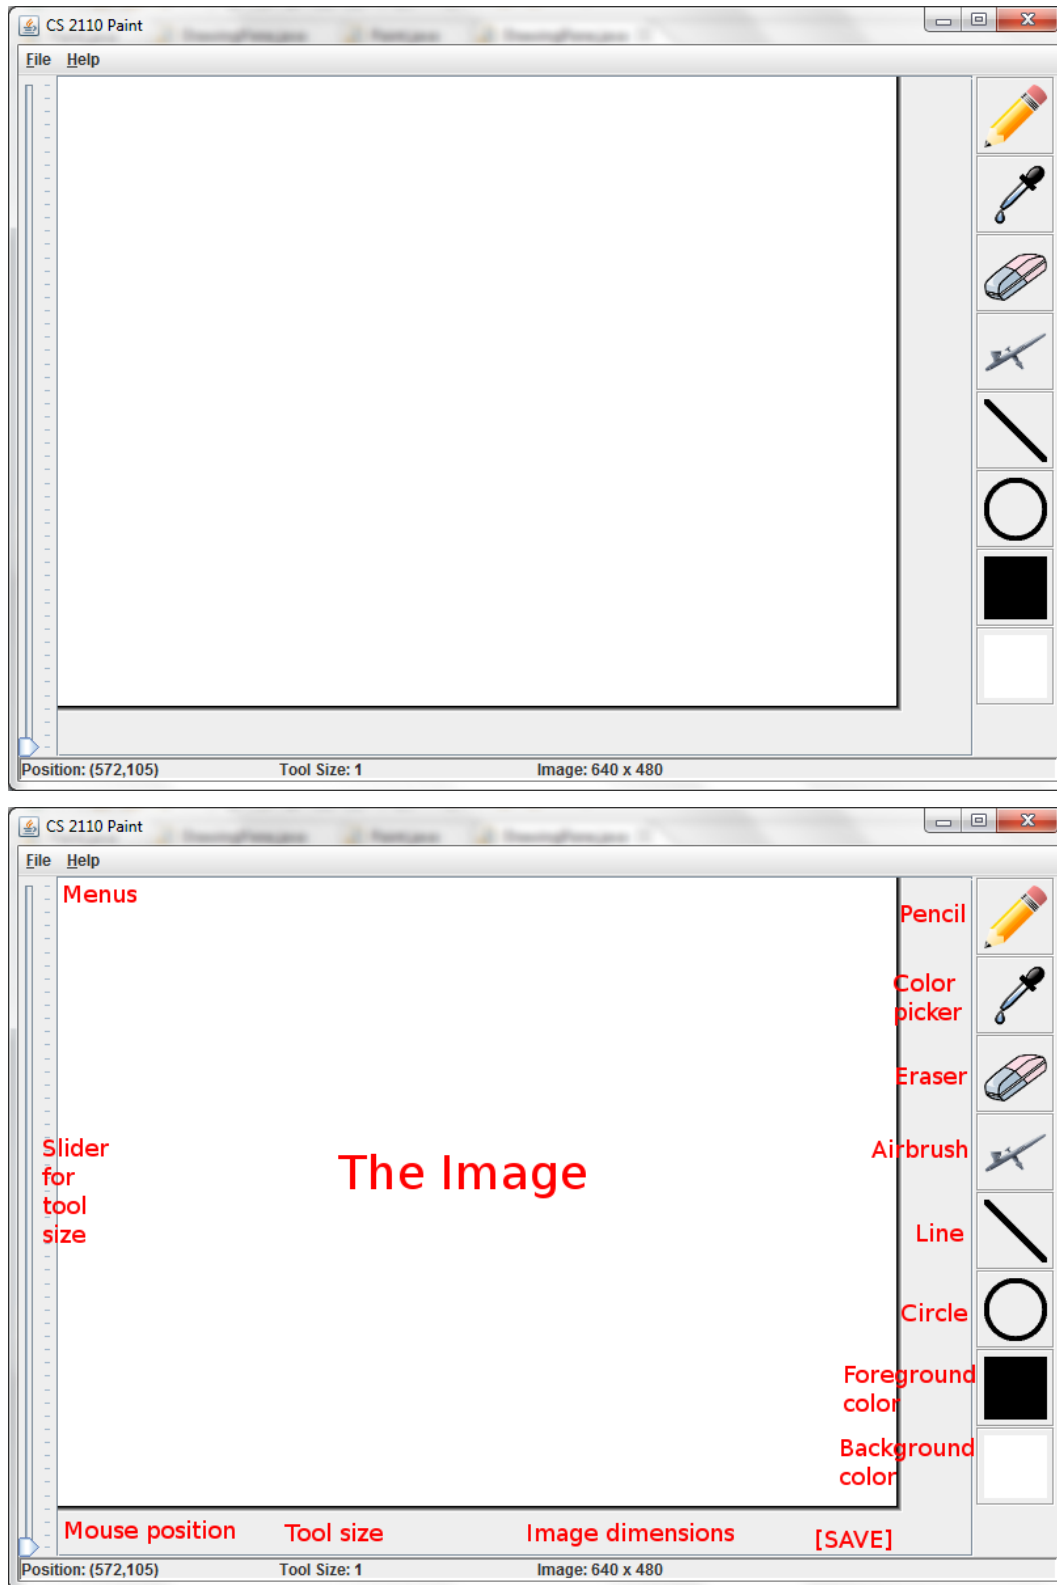 CS 2110 Paint
File Help
Position: (572,105) Tool Size: 1 Image: 640 x 480
CS 2110 Paint
File Help
Menus
Pencil
Color
picker
Eraser
Airbrush
Slider
for
tool
size
The Image
Line
Circle
Foreground
color
Background
color
Mouse position Tool size Image dimensions [SAVE]
Position: (572,105) Tool Size: 1 Image: 640 x 480